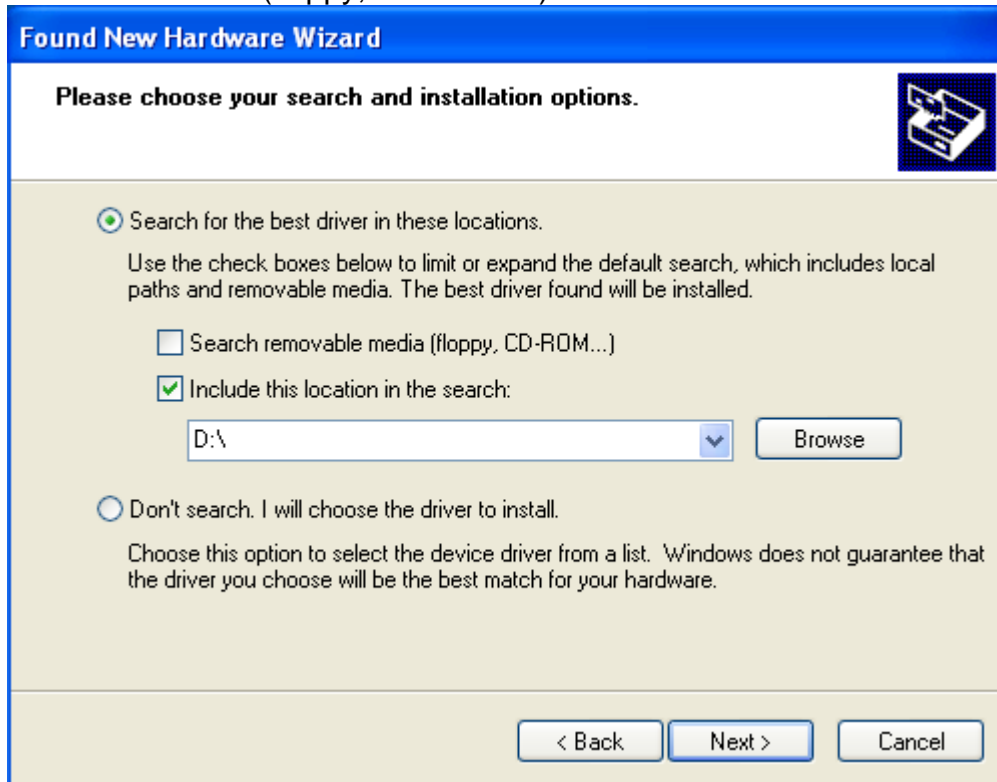 Found New Hardware Wizard
Please choose your search and installation options.
Search for the best driver in these locations.
Use the check boxes below to limit or expand the default search, which includes local
paths and removable media. The best driver found will be installed.
Search removable media (floppy, CD-ROM...)
Include this location in the search:
D:\
Browse
Don't search. I will choose the driver to install.
Choose this option to select the device driver from a list. Windows does not guarantee that
the driver you choose will be the best match for your hardware.
< Back
Next >
Cancel